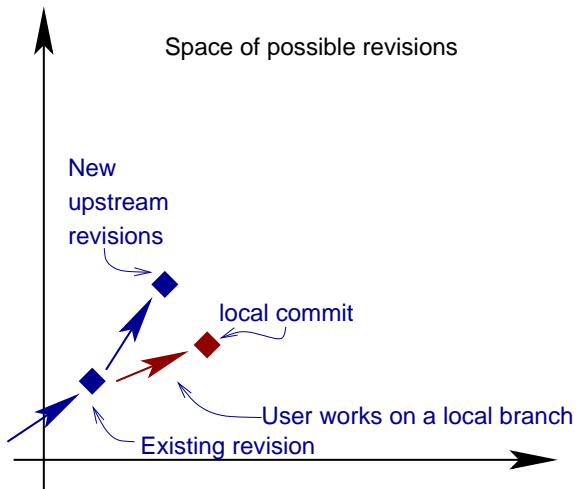 Space of possible revisions
New
upstream
revisions
local commit
User works on a local branch
Existing revision